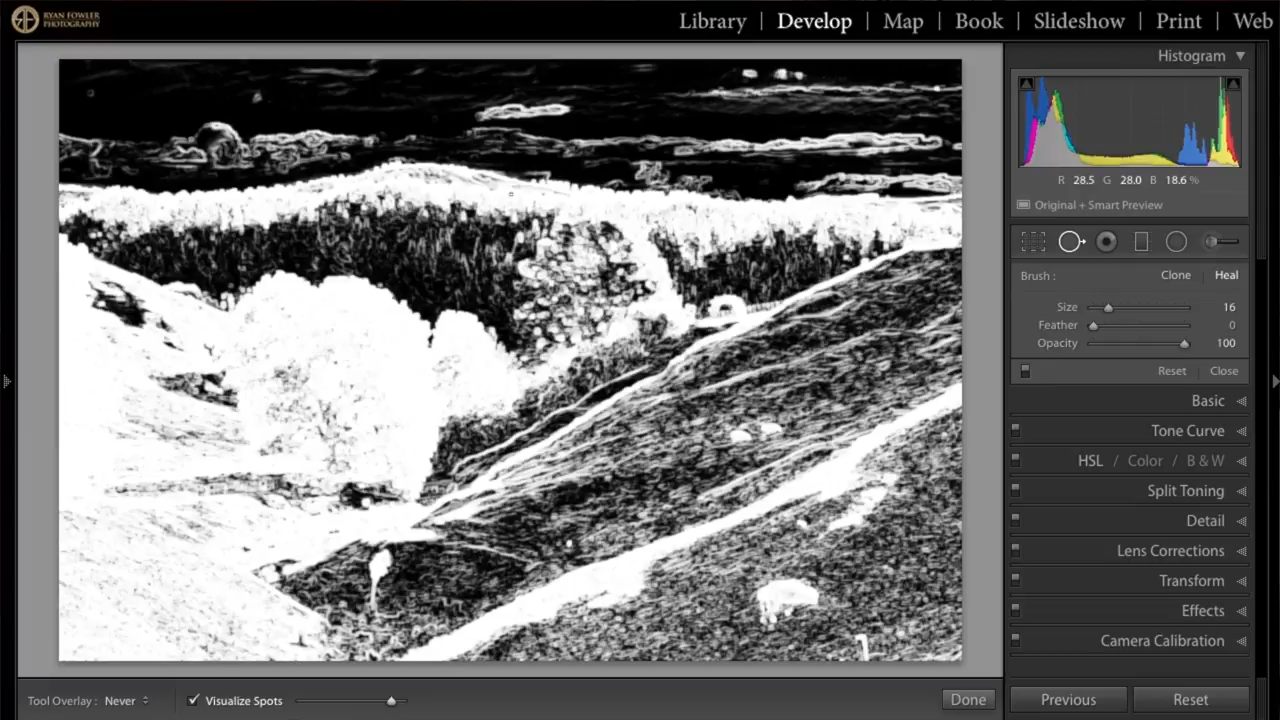 RYAN FOWLER
PHOTOGRAPHY
Library | Develop | Map | Book | Slideshow | Print | Web
Histogram
R 28.5 G 28.0 B 18.6 %
Original + Smart Preview
Brush : Clone | Heal
Size 16
Feather 0
Opacity 100
Reset | Close
Basic
Tone Curve
HSL / Color / B & W
Split Toning
Detail
Lens Corrections
Transform
Effects
Camera Calibration
Tool Overlay : Never Visualize Spots Done Previous Reset